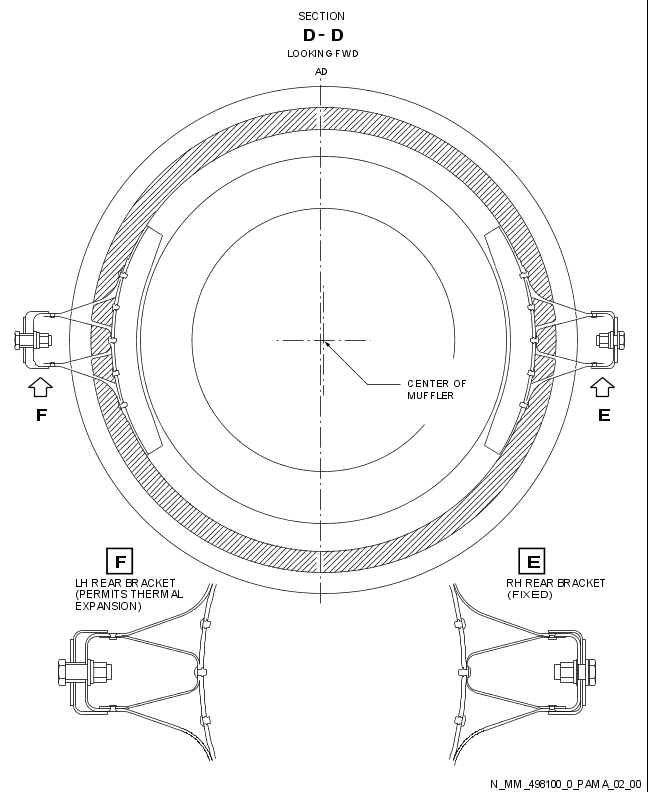 SECTION
D-D
LOOKING FWD
AD
CENTER OF
MUFFLER
F
E
F
LH REAR BRACKET
(PERMITS THERMAL
EXPANSION)
E
RH REAR BRACKET
(FIXED)
N_MM_498100_0_PAMA_02_00